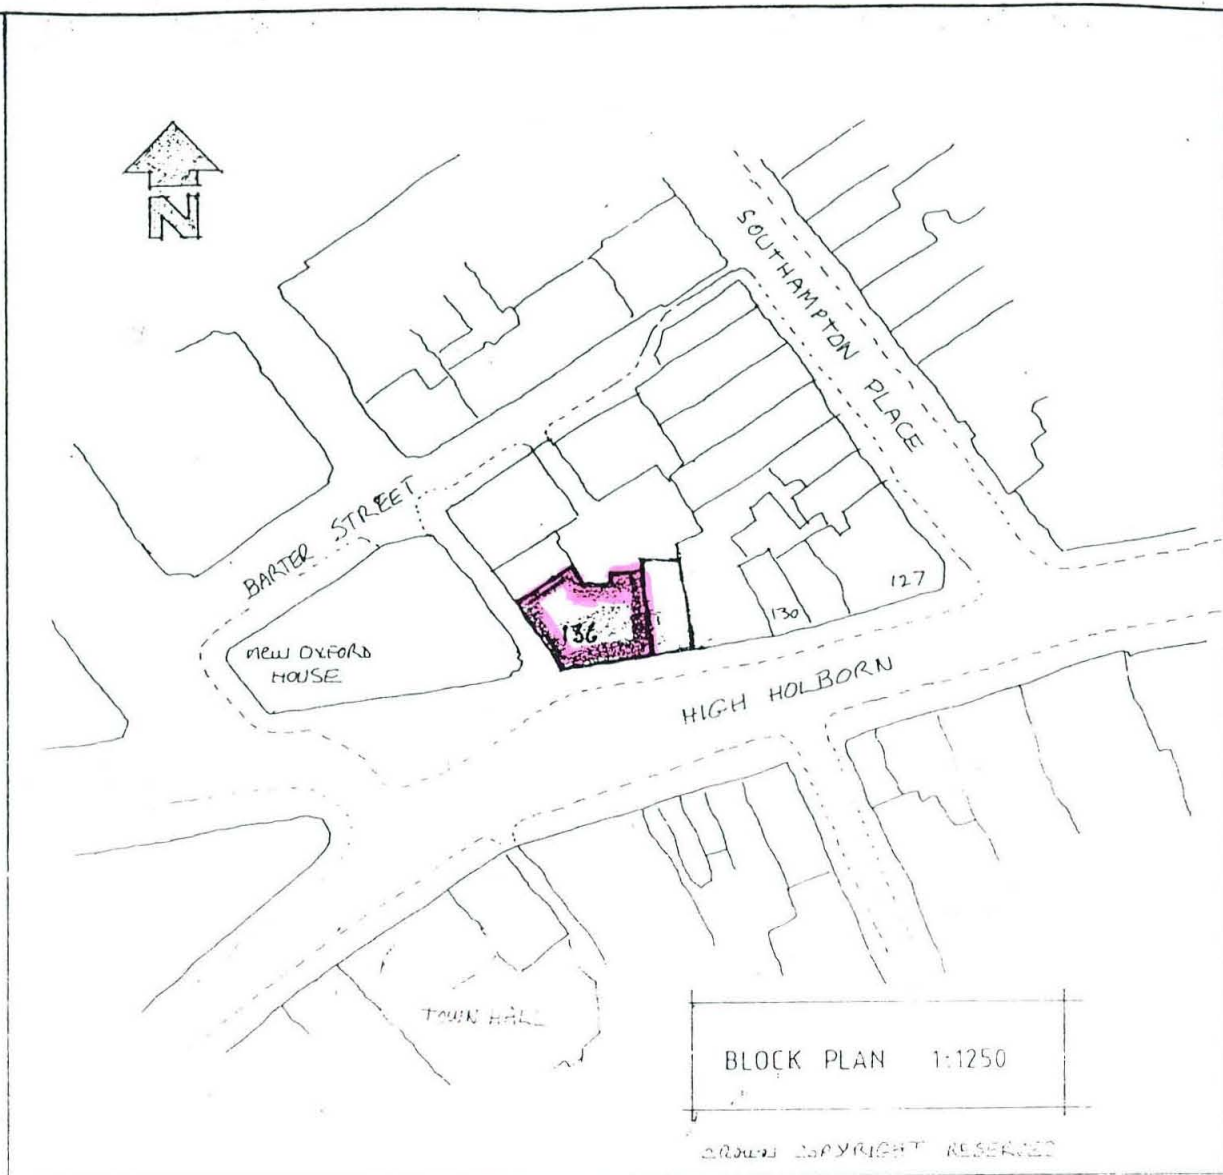 N
SOUTHAMPTON PLACE
BARTER STREET
NEW OXFORD
HOUSE
136
130
127
HIGH HOLBORN
TOWN HALL
BLOCK PLAN 1:1250
CROWN COPYRIGHT RESERVED